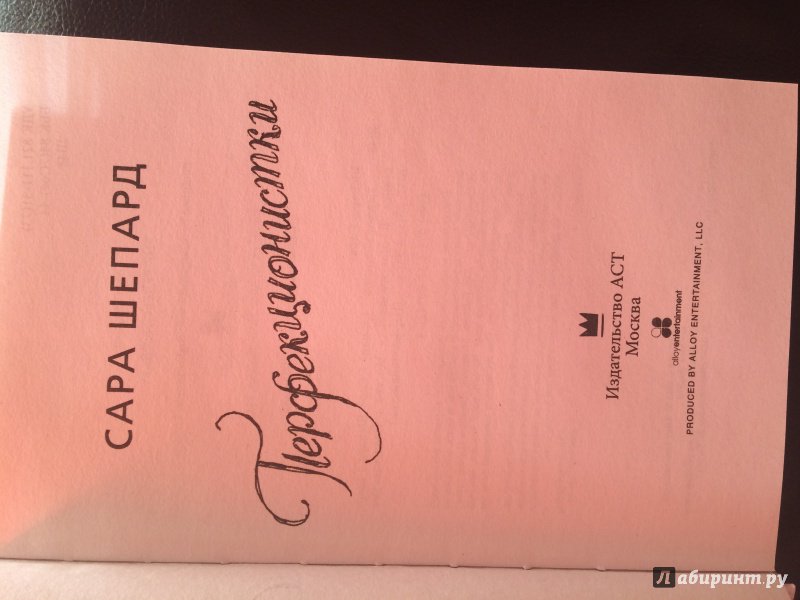 САРА ШЕПАРД
Перфекционистки
Издательство АСТ
Москва
alloyentertainment
PRODUCED BY ALLOY ENTERTAINMENT, LLC
Лабиринт.ру